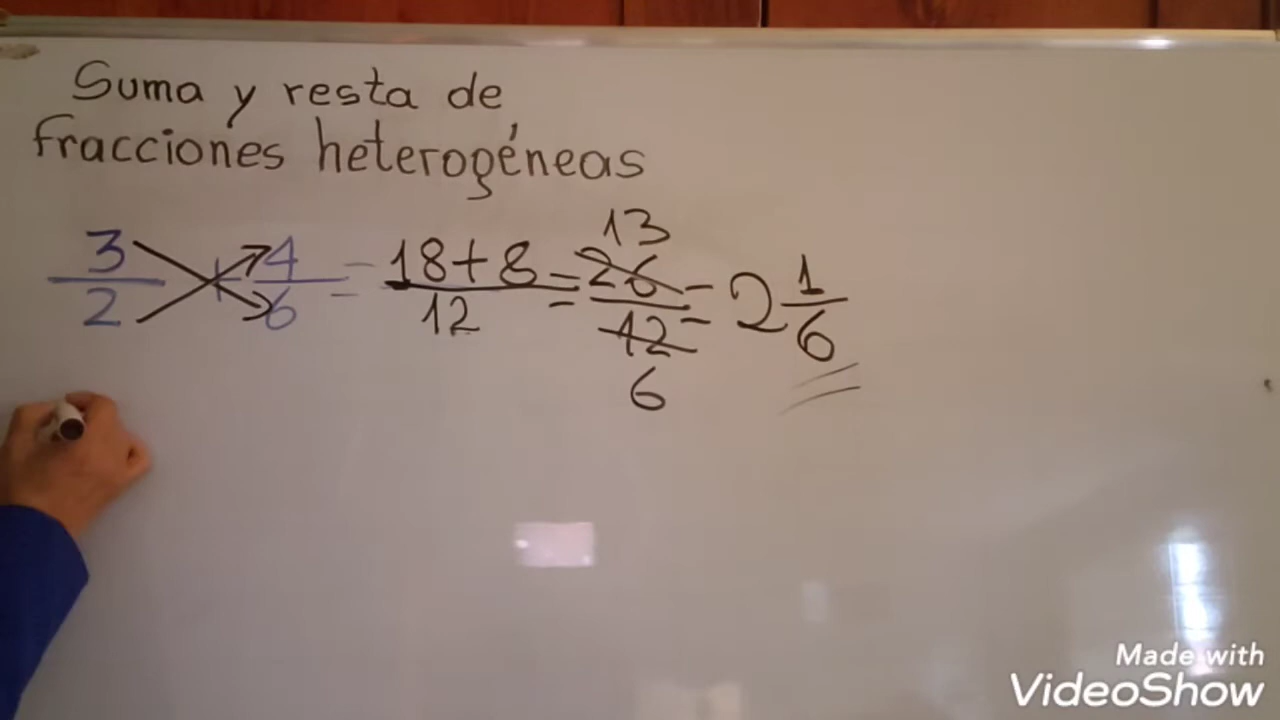 Suma y resta de
fracciones heterogéneas
3/2 + 4/6 = 18+8/12 = 26/12 = 2 1/6
13
6
Made with
VideoShow